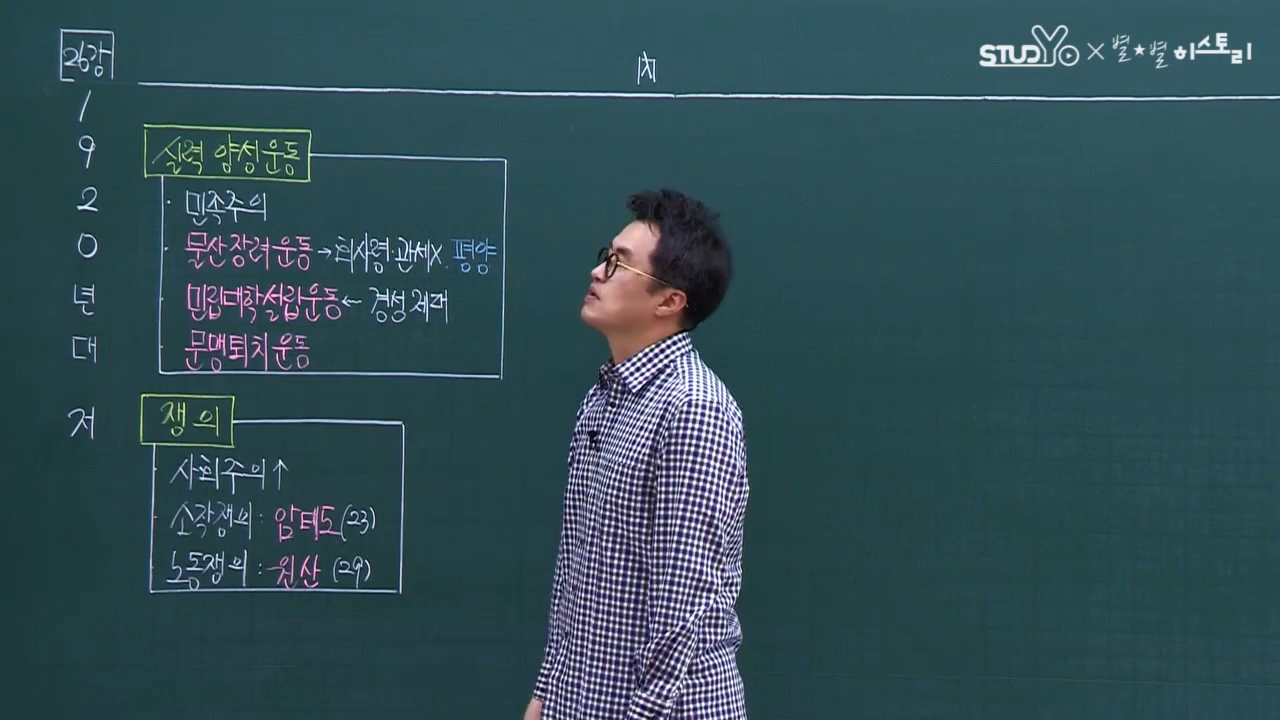 STUDYo × 별★별 히스토리
26강
치
1920년대 저
실력 양성운동
· 민족주의
· 물산장려운동 → 회사령·관세X. 평양
· 민립대학설립운동 ← 경성제대
· 문맹퇴치운동
쟁의
· 사회주의↑
· 소작쟁의 : 암태도(23)
· 노동쟁의 : 원산 (29)